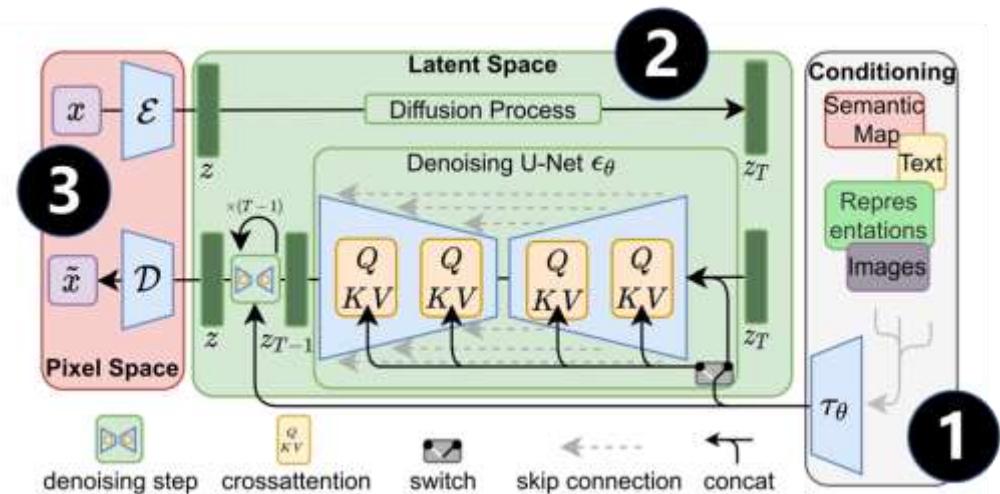 2
Latent Space
Conditioning
Semantic
Map
x
ℰ
Diffusion Process
Text
3
z
Denoising U-Net ϵ_θ
z_T
Repres
entations
×(T−1)
Images
Q
KV
Q
KV
Q
KV
Q
KV
x̃
𝒟
z
z_{T−1}
z_T
Pixel Space
τ_θ
1
Q
KV
denoising step
crossattention
switch
skip connection
concat